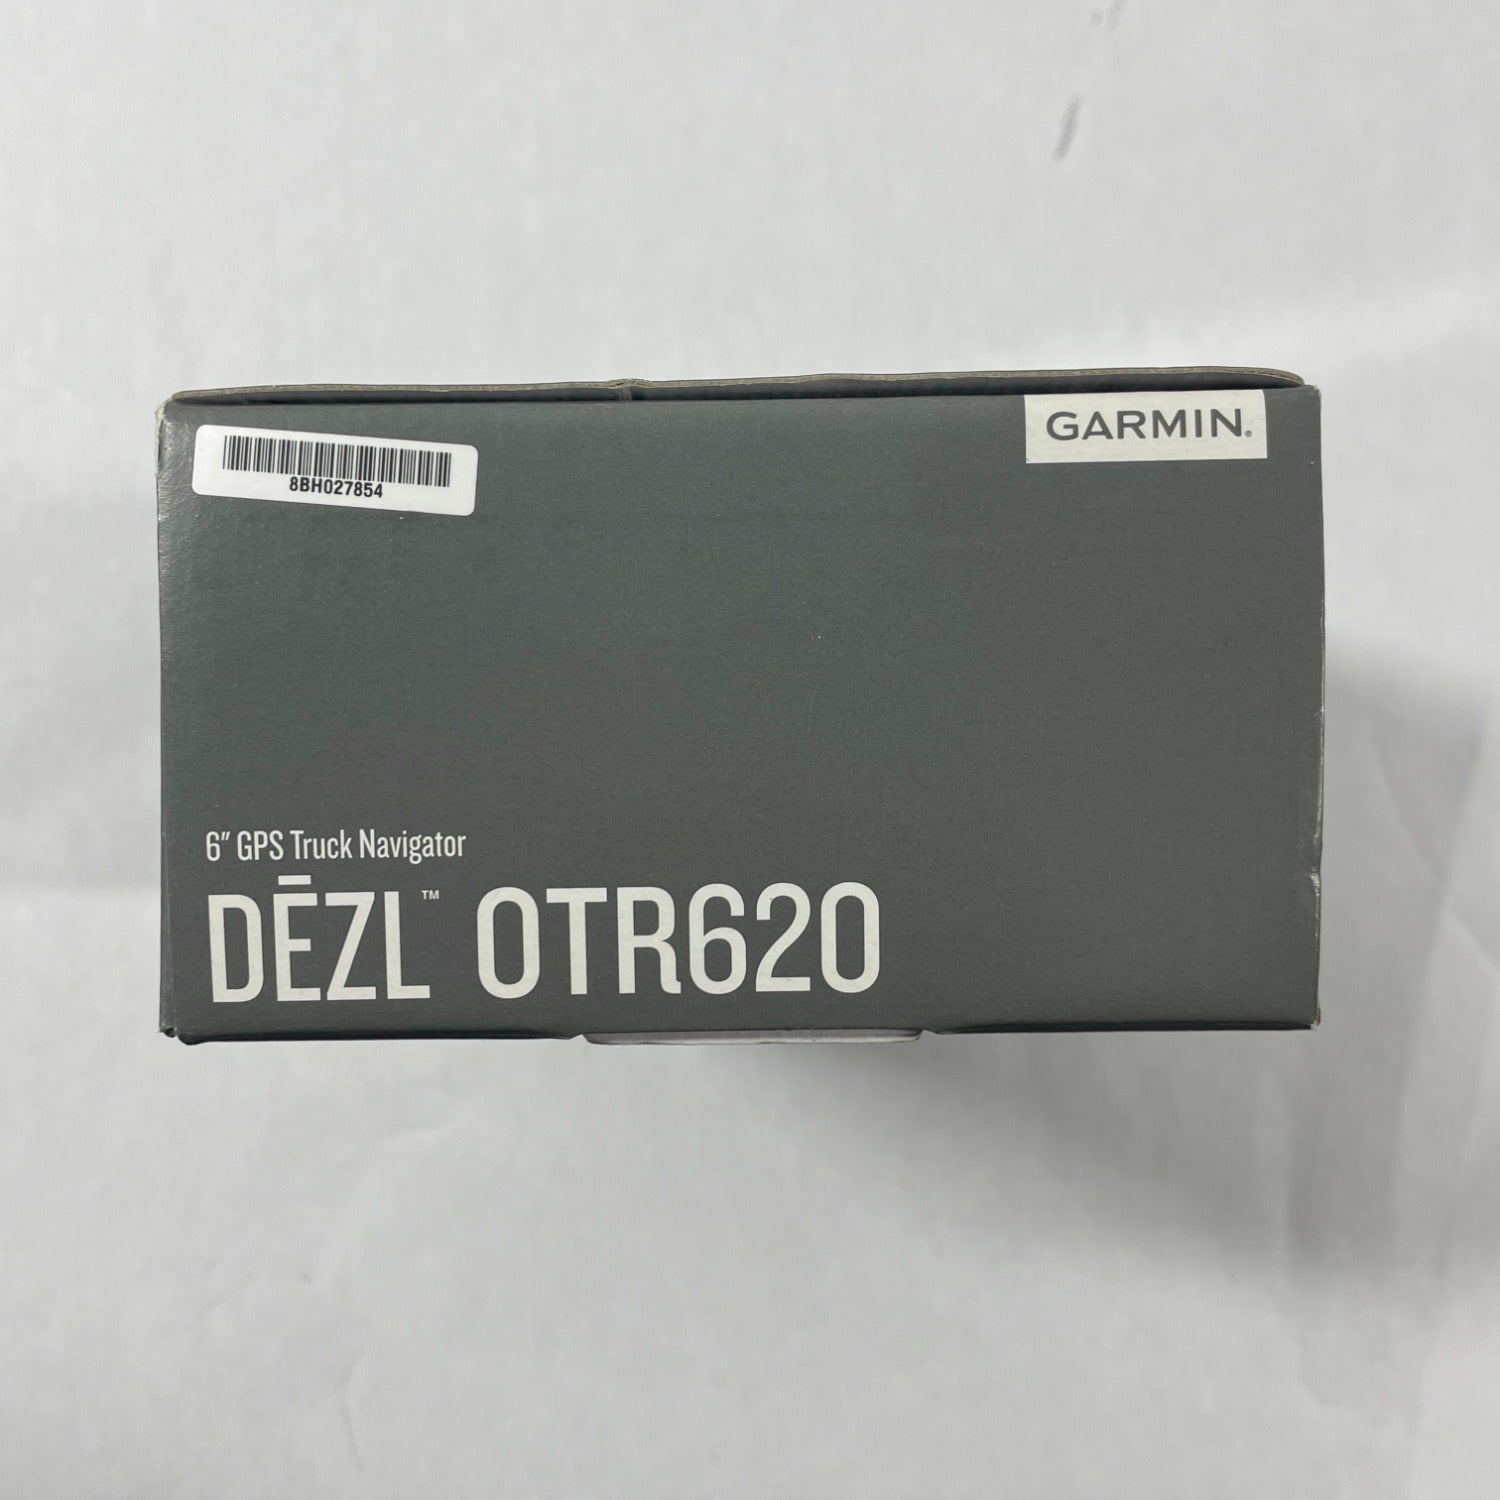 GARMIN®
8BH027854
6″ GPS Truck Navigator
DĒZL™ OTR620